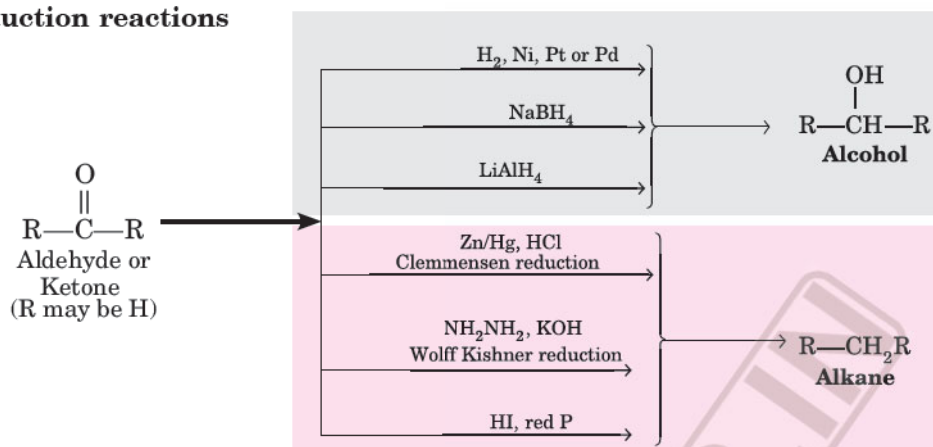 uction reactions
H₂, Ni, Pt or Pd
NaBH₄
LiAlH₄
OH
R—CH—R
Alcohol
O
||
R—C—R
Aldehyde or
Ketone
(R may be H)
Zn/Hg, HCl
Clemmensen reduction
NH₂NH₂, KOH
Wolff Kishner reduction
HI, red P
R—CH₂R
Alkane